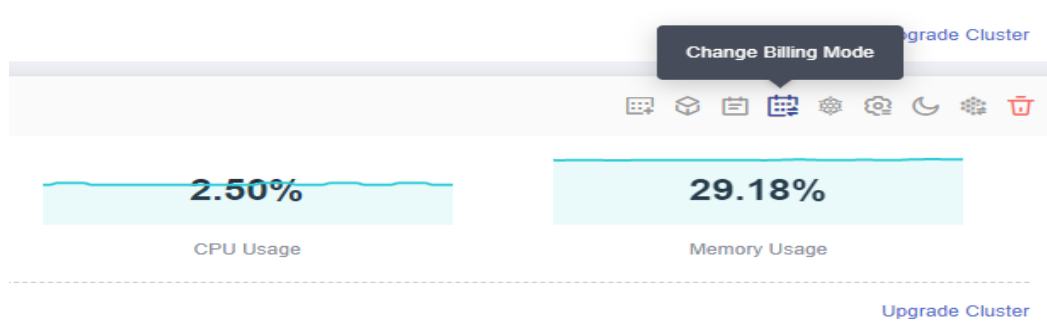 pgrade Cluster
Change Billing Mode
2.50%
29.18%
CPU Usage
Memory Usage
Upgrade Cluster